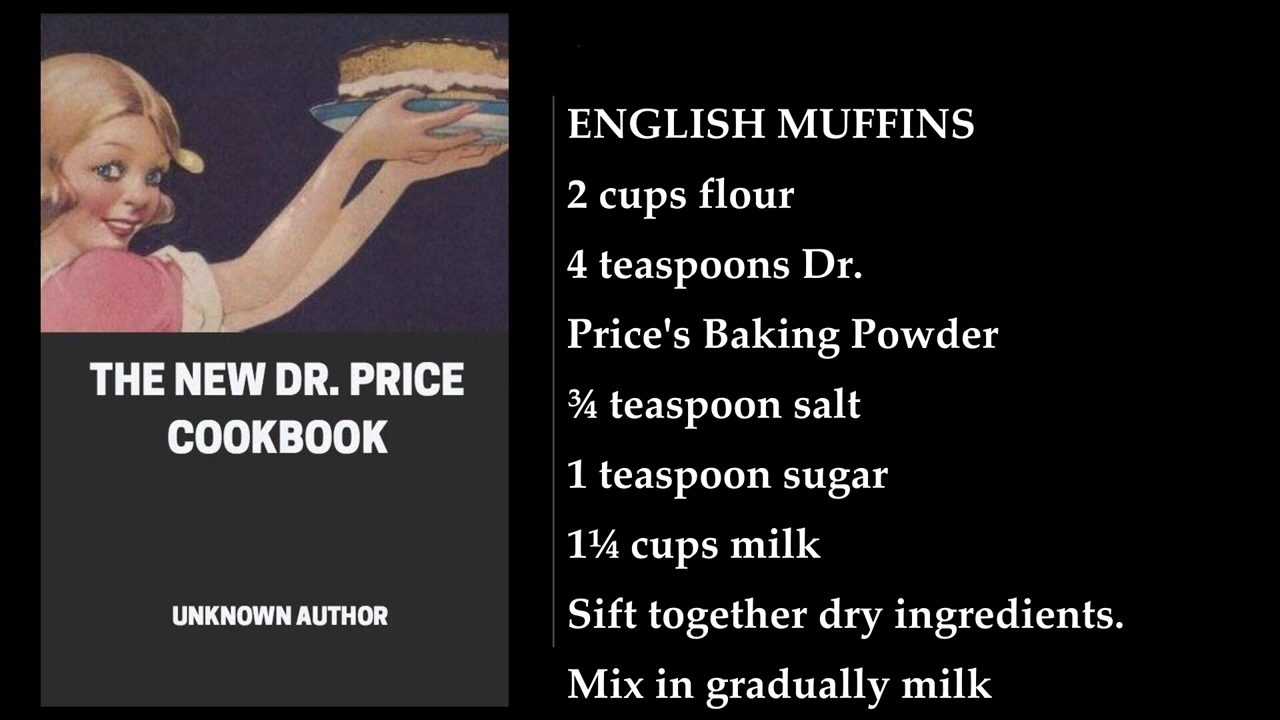 THE NEW DR. PRICE
COOKBOOK
UNKNOWN AUTHOR
ENGLISH MUFFINS
2 cups flour
4 teaspoons Dr.
Price's Baking Powder
¾ teaspoon salt
1 teaspoon sugar
1¼ cups milk
Sift together dry ingredients.
Mix in gradually milk